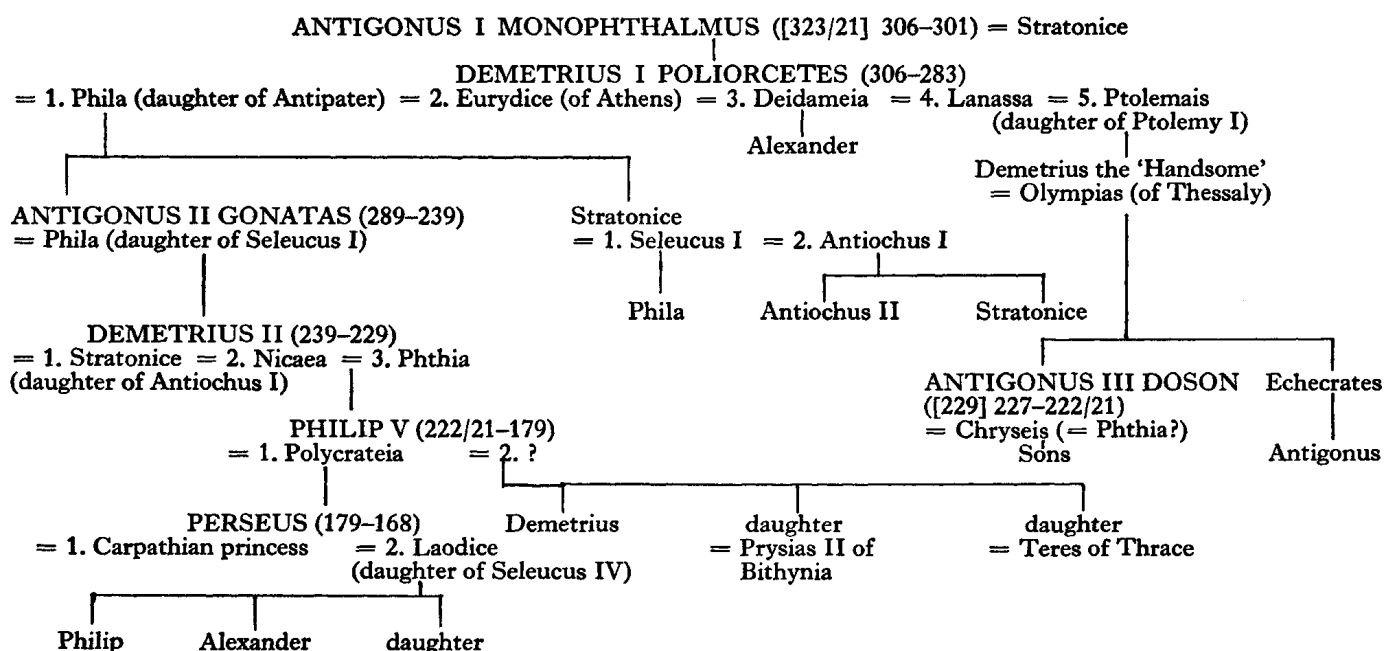 ANTIGONUS I MONOPHTHALMUS ([323/21] 306–301) = Stratonice
DEMETRIUS I POLIORCETES (306–283)
= 1. Phila (daughter of Antipater) = 2. Eurydice (of Athens) = 3. Deidameia = 4. Lanassa = 5. Ptolemais
(daughter of Ptolemy I)
Alexander
Demetrius the ‘Handsome’
= Olympias (of Thessaly)
ANTIGONUS II GONATAS (289–239)
= Phila (daughter of Seleucus I)
Stratonice
= 1. Seleucus I = 2. Antiochus I
Phila
Antiochus II
Stratonice
DEMETRIUS II (239–229)
= 1. Stratonice = 2. Nicaea = 3. Phthia
(daughter of Antiochus I)
ANTIGONUS III DOSON
([229] 227–222/21)
= Chryseis (= Phthia?)
Sons
Echecrates
Antigonus
PHILIP V (222/21–179)
= 1. Polycrateia = 2. ?
PERSEUS (179–168)
= 1. Carpathian princess = 2. Laodice
(daughter of Seleucus IV)
Demetrius
daughter
= Prysias II of
Bithynia
daughter
= Teres of Thrace
Philip
Alexander
daughter